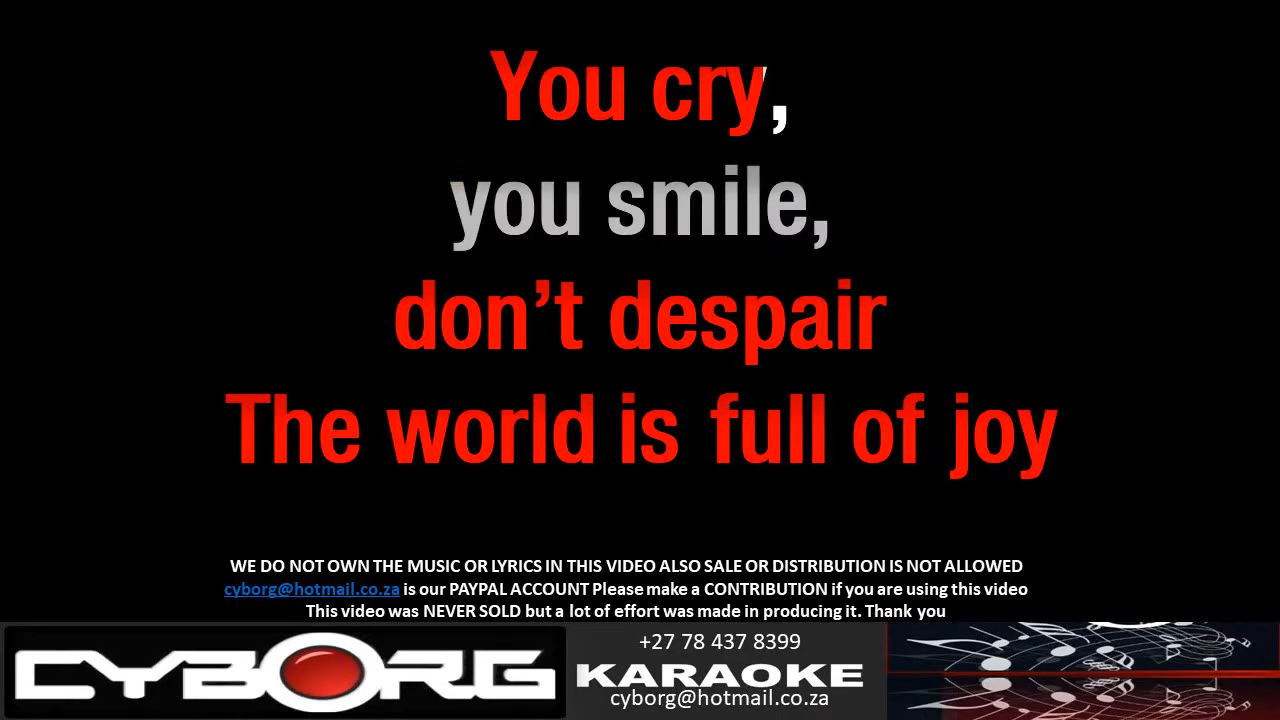 You cry,
you smile,
don’t despair
The world is full of joy
WE DO NOT OWN THE MUSIC OR LYRICS IN THIS VIDEO ALSO SALE OR DISTRIBUTION IS NOT ALLOWED
cyborg@hotmail.co.za is our PAYPAL ACCOUNT Please make a CONTRIBUTION if you are using this video
This video was NEVER SOLD but a lot of effort was made in producing it. Thank you
CYBORG
+27 78 437 8399
KARAOKE
cyborg@hotmail.co.za